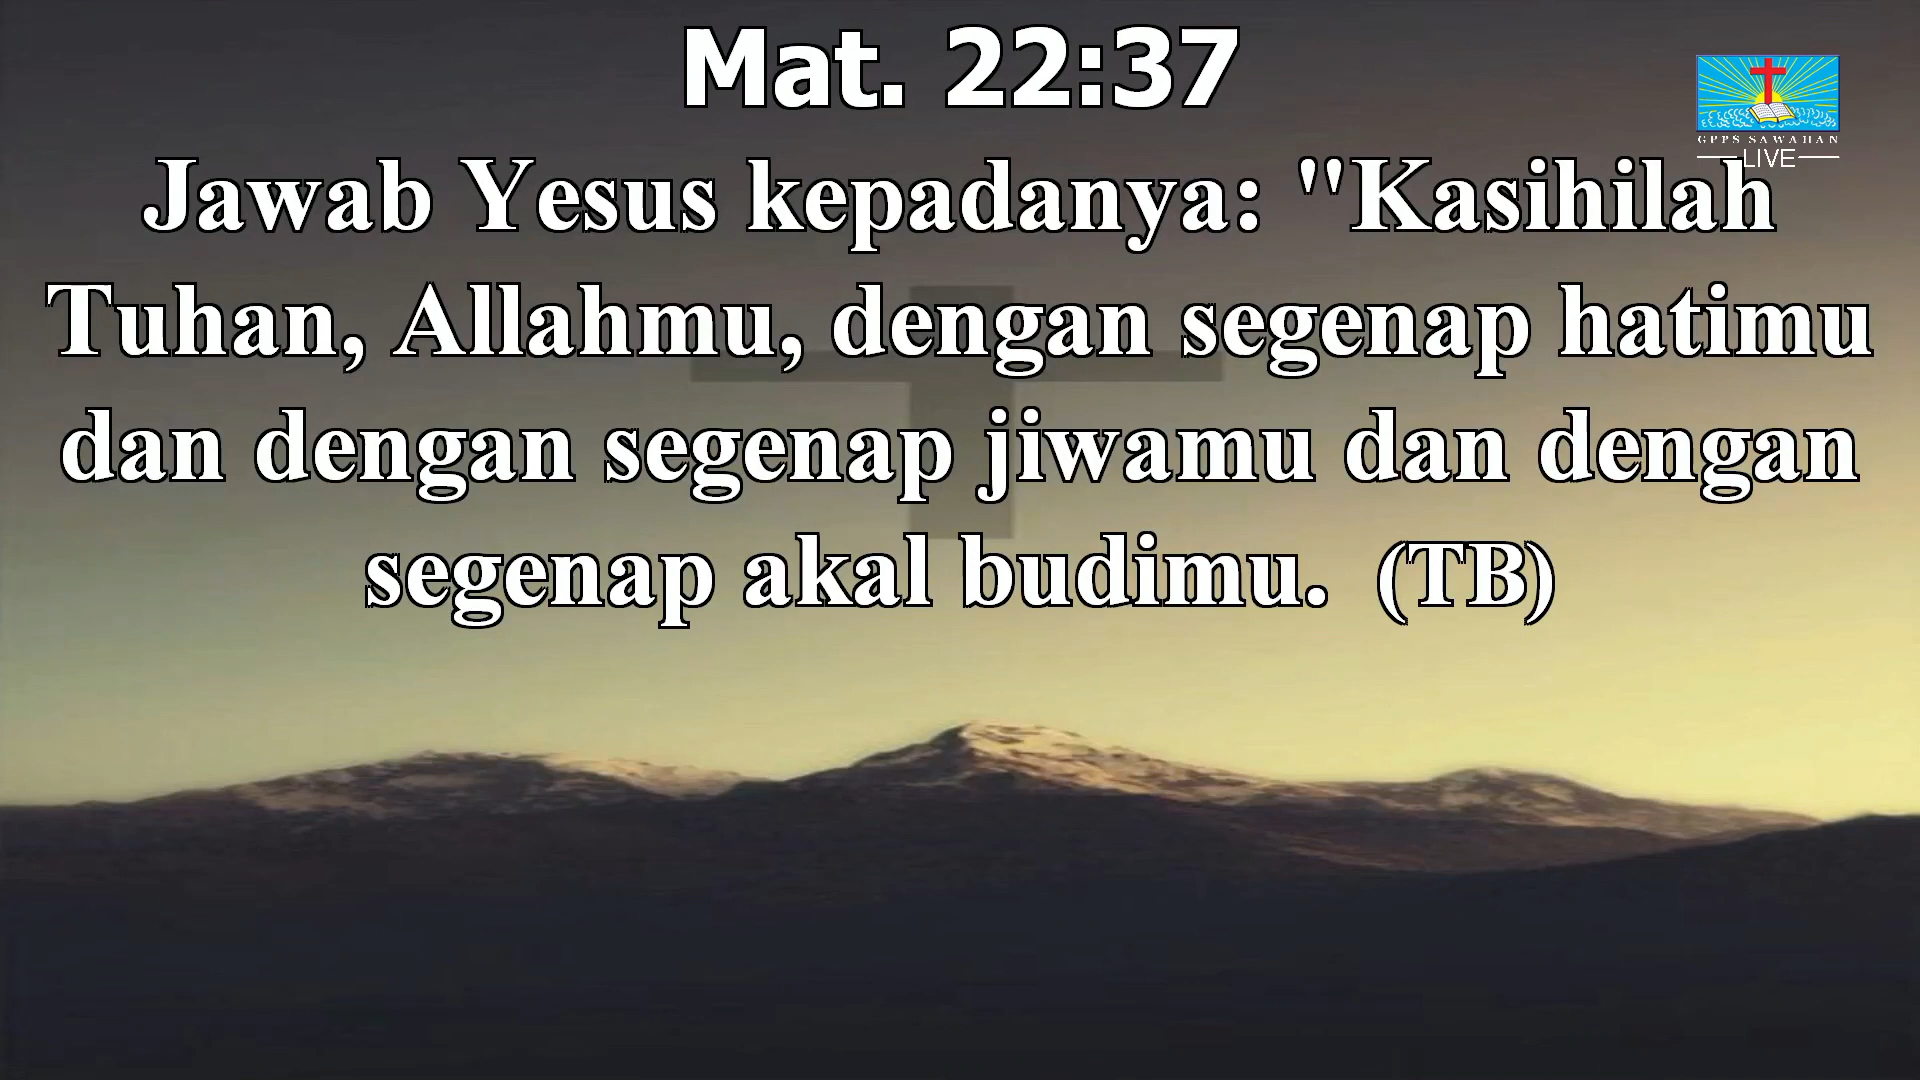 Mat. 22:37
GPPS SAWAHAN
LIVE
Jawab Yesus kepadanya: "Kasihilah
Tuhan, Allahmu, dengan segenap hatimu
dan dengan segenap jiwamu dan dengan
segenap akal budimu. (TB)